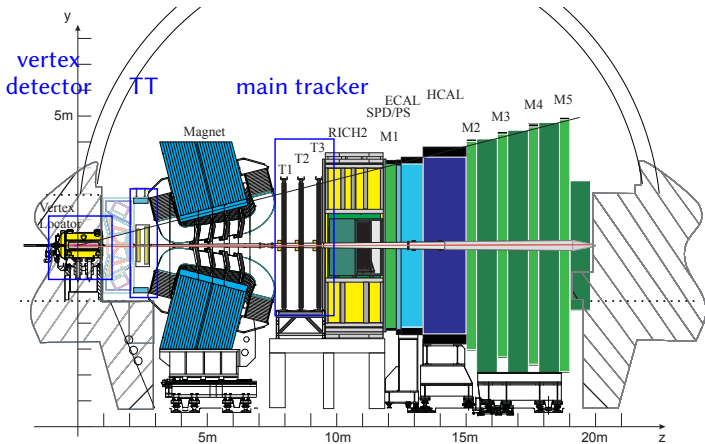 y
vertex
detector
TT
main tracker
5m
Magnet
Vertex
Locator
T1
T2
T3
RICH2
SPD/PS
ECAL
HCAL
M1
M2
M3
M4
M5
5m
10m
15m
20m
z